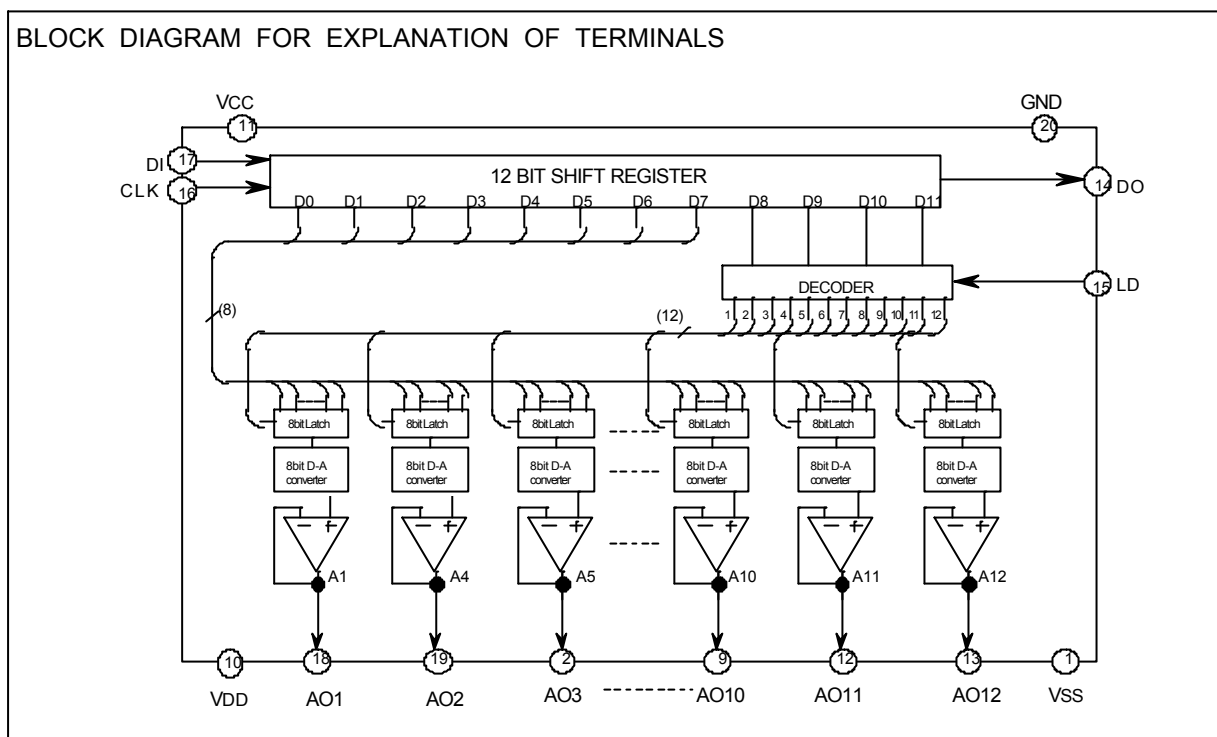 BLOCK DIAGRAM FOR EXPLANATION OF TERMINALS
VCC GND
11 20
17
DI
12 BIT SHIFT REGISTER
CLK 16
14 DO
D0 D1 D2 D3 D4 D5 D6 D7 D8 D9 D10 D11
DECODER
15 LD
1 2 3 4 5 6 7 8 9 10 11 12
(8) (12)
8bit Latch 8bit Latch 8bit Latch 8bit Latch 8bit Latch 8bit Latch
8bit D-A 8bit D-A 8bit D-A 8bit D-A 8bit D-A 8bit D-A
converter converter converter converter converter converter
− + − + − + − + − + − +
A1 A4 A5 A10 A11 A12
10 18 19 2 9 12 13 1
VDD AO1 AO2 AO3 AO10 AO11 AO12 VSS